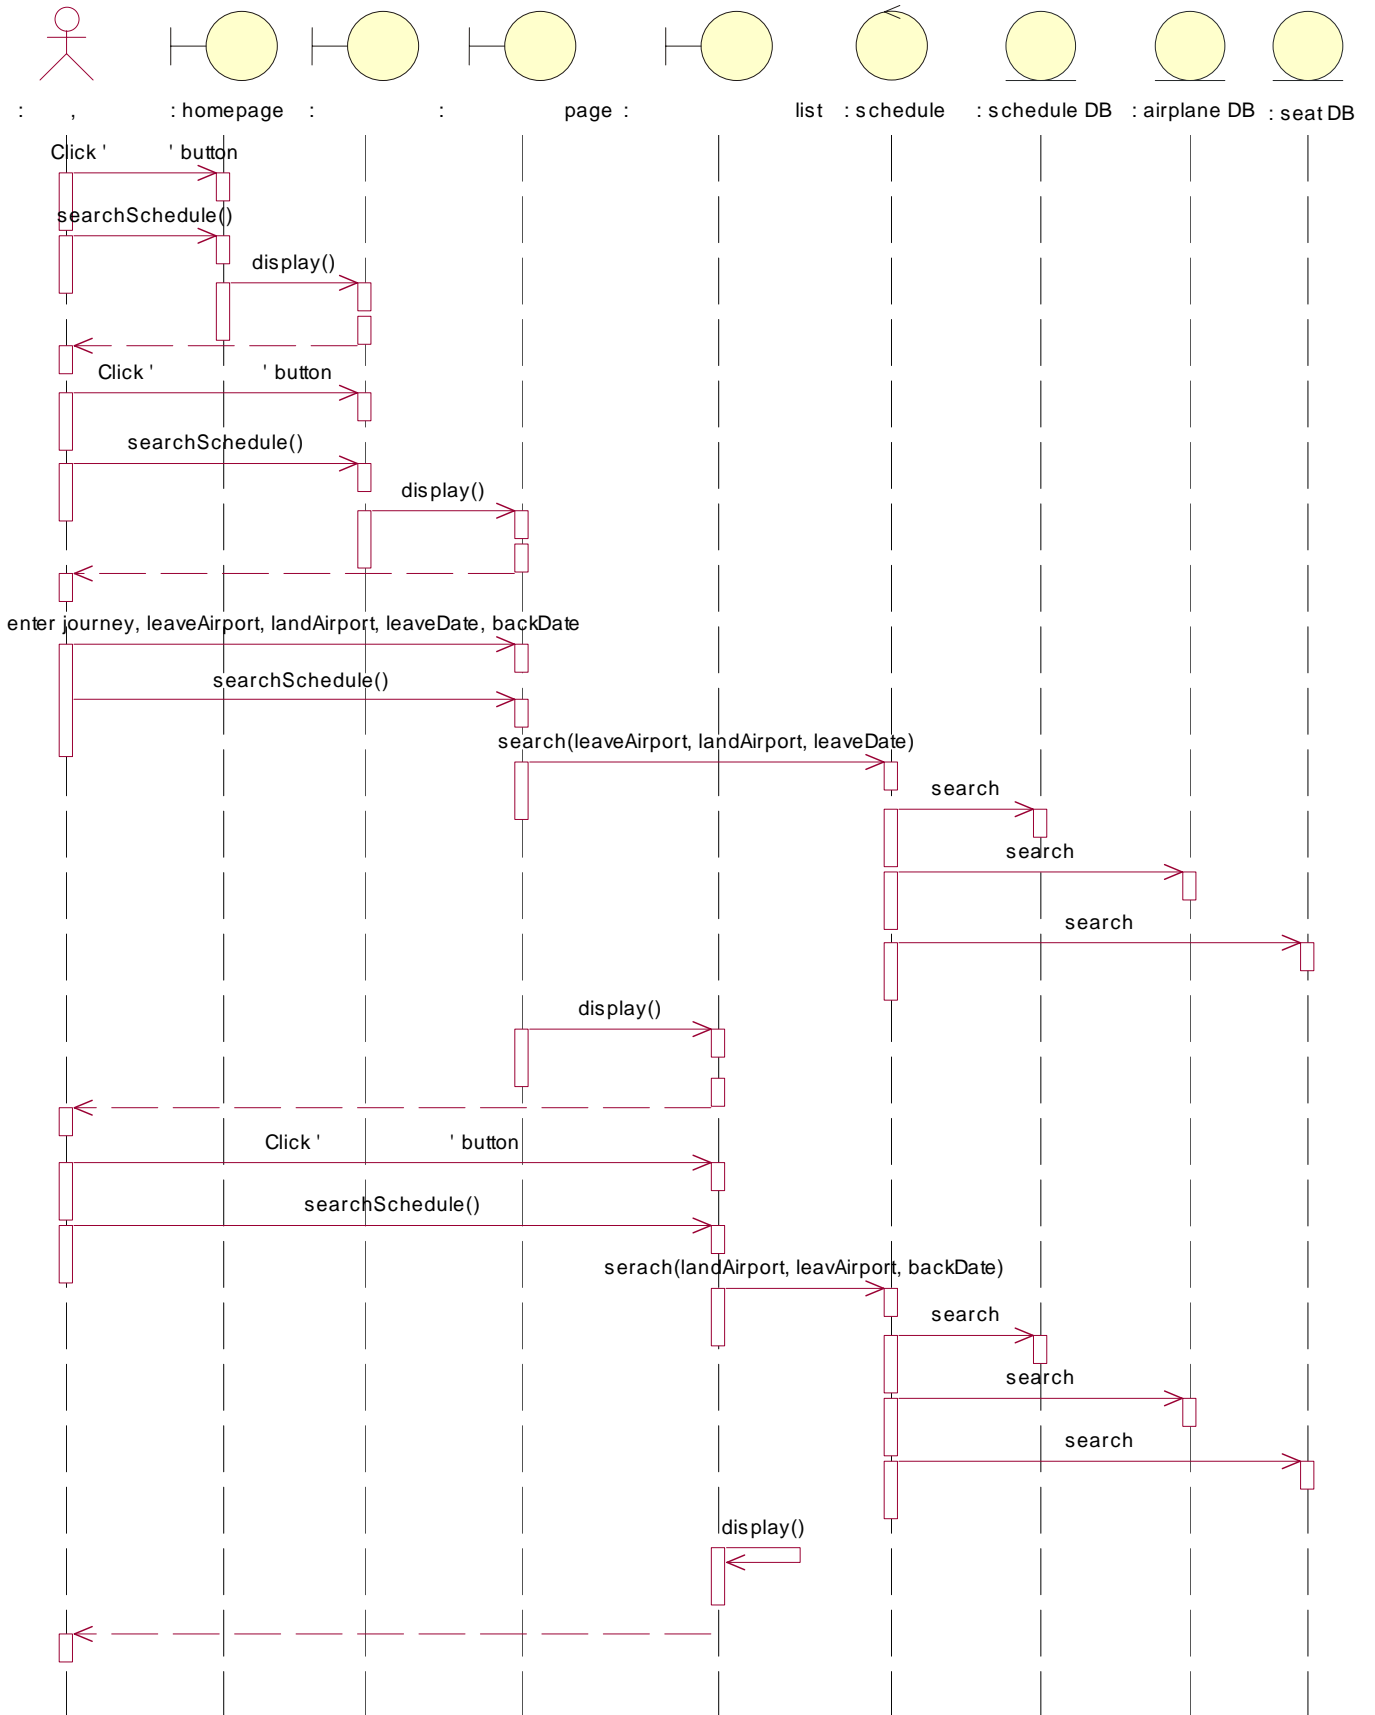 : , : homepage : : page : list : schedule : schedule DB : airplane DB : seat DB
Click ' ' button
searchSchedule()
display()
Click ' ' button
searchSchedule()
display()
enter journey, leaveAirport, landAirport, leaveDate, backDate
searchSchedule()
search(leaveAirport, landAirport, leaveDate)
search
search
search
display()
Click ' ' button
searchSchedule()
serach(landAirport, leavAirport, backDate)
search
search
search
display()